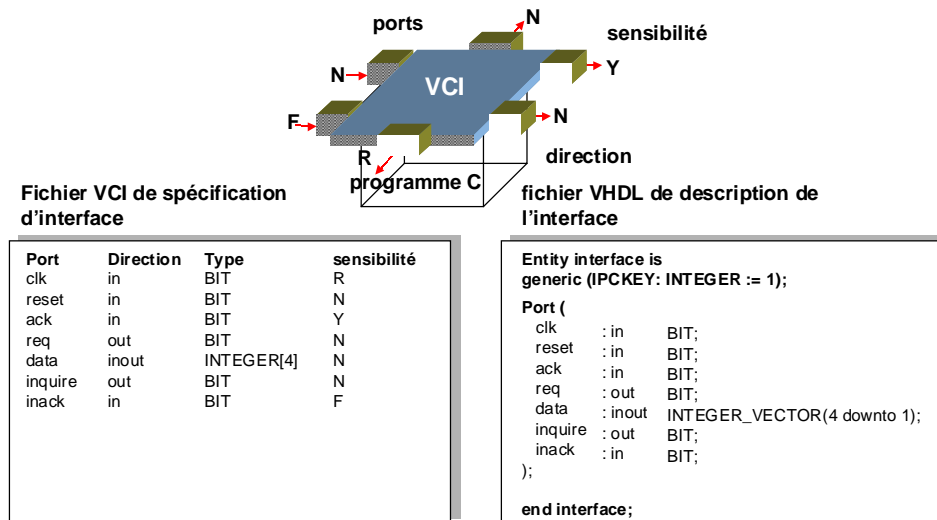 ports
N
sensibilité
N
VCI
Y
F
N
R
direction
programme C
Fichier VCI de spécification
d'interface
Port Direction Type sensibilité
clk in BIT R
reset in BIT N
ack in BIT Y
req out BIT N
data inout INTEGER[4] N
inquire out BIT N
inack in BIT F
fichier VHDL de description de
l'interface
Entity interface is
generic (IPCKEY: INTEGER := 1);
Port (
clk : in BIT;
reset : in BIT;
ack : in BIT;
req : out BIT;
data : inout INTEGER_VECTOR(4 downto 1);
inquire : out BIT;
inack : in BIT;
);
end interface;